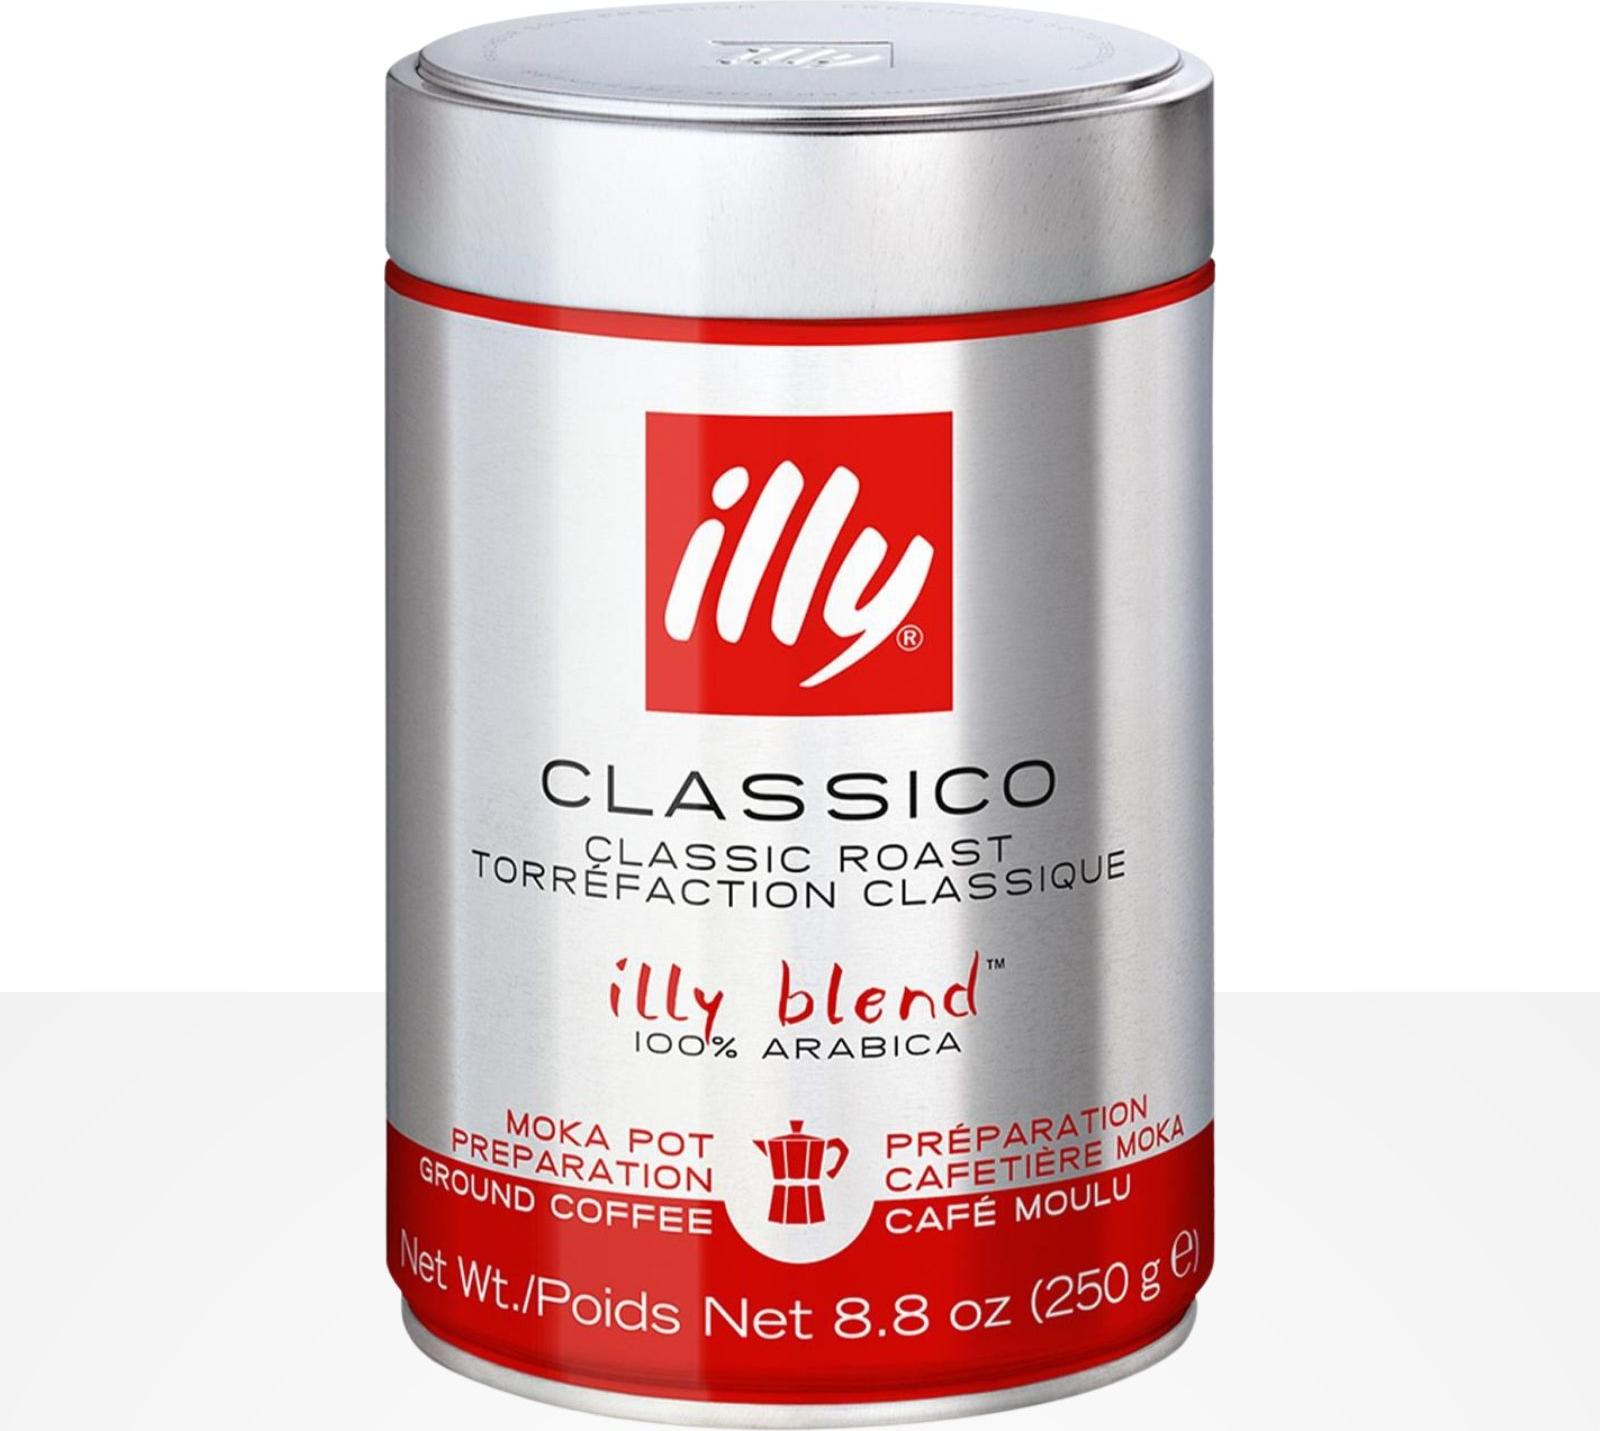 illy
illy®
CLASSICO
CLASSIC ROAST
TORRÉFACTION CLASSIQUE
illy blend™
100% ARABICA
MOKA POT
PREPARATION
GROUND COFFEE
PRÉPARATION
CAFETIÈRE MOKA
CAFÉ MOULU
Net Wt./Poids Net 8.8 oz (250 g ℮)